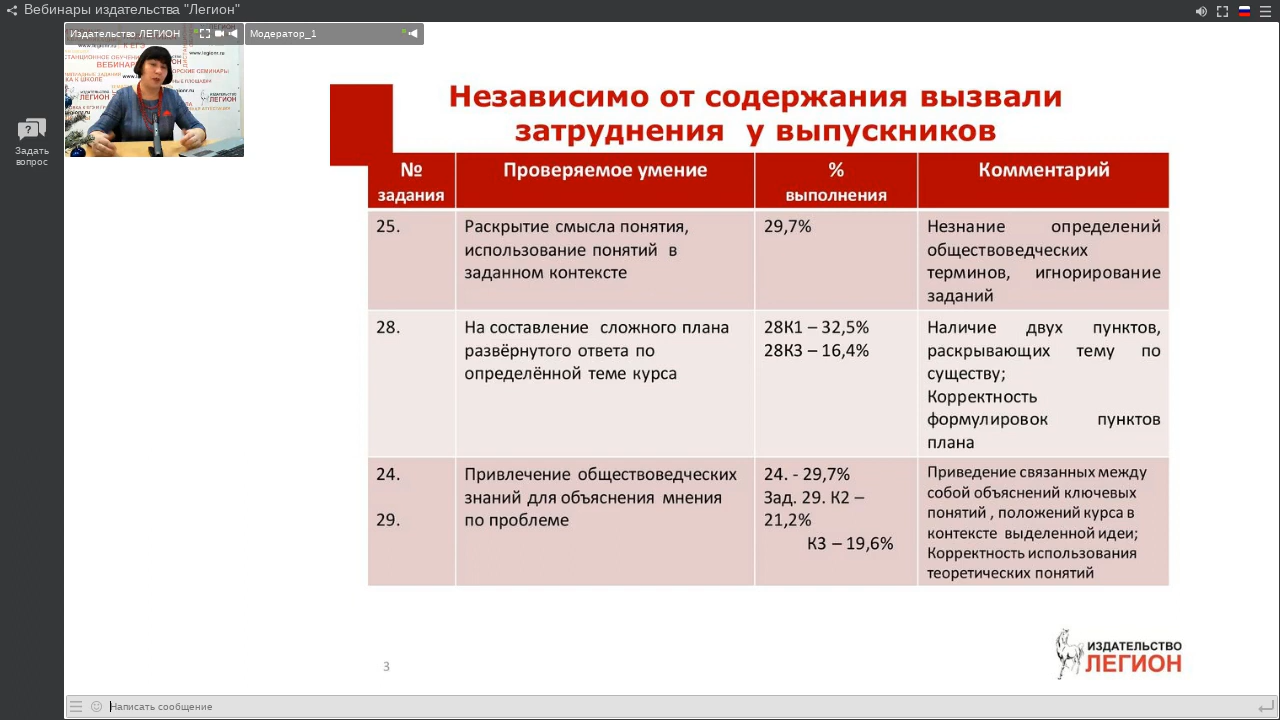 Вебинары издательства "Легион"
Издательство ЛЕГИОН
Модератор_1
Задать
вопрос
www.legionr.ru
ВЕБИНАРЫ
ЛЕГИОН
Независимо от содержания вызвали
затруднения у выпускников
№
задания
Проверяемое умение
%
выполнения
Комментарий
25.
Раскрытие смысла понятия,
использование понятий в
заданном контексте
29,7%
Незнание определений
обществоведческих
терминов, игнорирование
заданий
28.
На составление сложного плана
развёрнутого ответа по
определённой теме курса
28К1 – 32,5%
28К3 – 16,4%
Наличие двух пунктов,
раскрывающих тему по
существу;
Корректность
формулировок пунктов
плана
24.
29.
Привлечение обществоведческих
знаний для объяснения мнения
по проблеме
24. - 29,7%
Зад. 29. К2 –
21,2%
К3 – 19,6%
Приведение связанных между
собой объяснений ключевых
понятий , положений курса в
контексте выделенной идеи;
Корректность использования
теоретических понятий
3
ИЗДАТЕЛЬСТВО
ЛЕГИОН
Написать сообщение